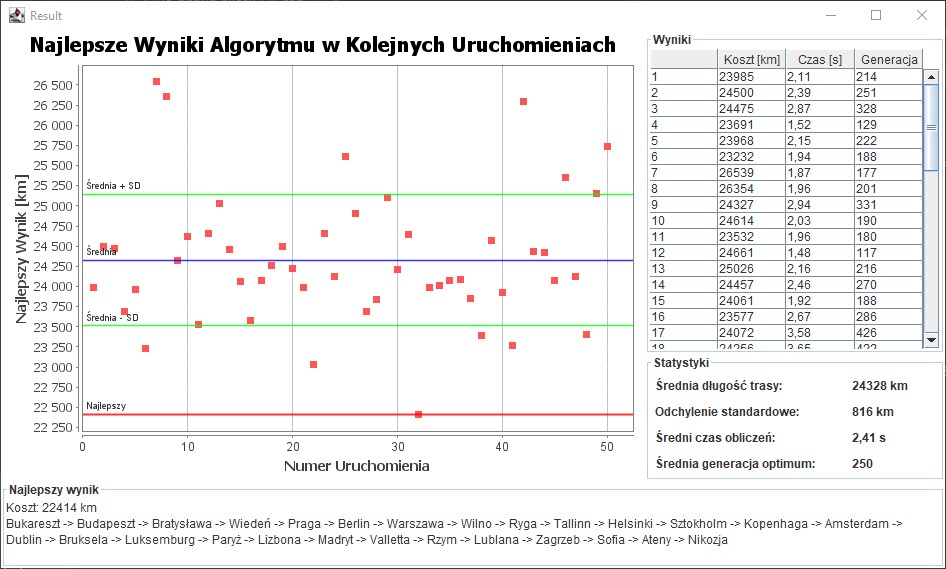 Result
Najlepsze Wyniki Algorytmu w Kolejnych Uruchomieniach
Najlepszy Wynik [km]
26 500
26 250
26 000
25 750
25 500
25 250
25 000
24 750
24 500
24 250
24 000
23 750
23 500
23 250
23 000
22 750
22 500
22 250
Średnia + SD
Średnia
Średnia - SD
Najlepszy
0 10 20 30 40 50
Numer Uruchomienia
Wyniki
Koszt [km] Czas [s] Generacja
1 23985 2,11 214
2 24500 2,39 251
3 24475 2,87 328
4 23691 1,52 129
5 23968 2,15 222
6 23232 1,94 188
7 26539 1,87 177
8 26354 1,96 201
9 24327 2,94 331
10 24614 2,03 190
11 23532 1,96 180
12 24661 1,48 117
13 25026 2,16 216
14 24457 2,46 270
15 24061 1,92 188
16 23577 2,67 286
17 24072 3,58 426
18 24256 3,65 422
Statystyki
Średnia długość trasy: 24328 km
Odchylenie standardowe: 816 km
Średni czas obliczeń: 2,41 s
Średnia generacja optimum: 250
Najlepszy wynik
Koszt: 22414 km
Bukareszt -> Budapeszt -> Bratysława -> Wiedeń -> Praga -> Berlin -> Warszawa -> Wilno -> Ryga -> Tallinn -> Helsinki -> Sztokholm -> Kopenhaga -> Amsterdam ->
Dublin -> Bruksela -> Luksemburg -> Paryż -> Lizbona -> Madryt -> Valletta -> Rzym -> Lublana -> Zagrzeb -> Sofia -> Ateny -> Nikozja